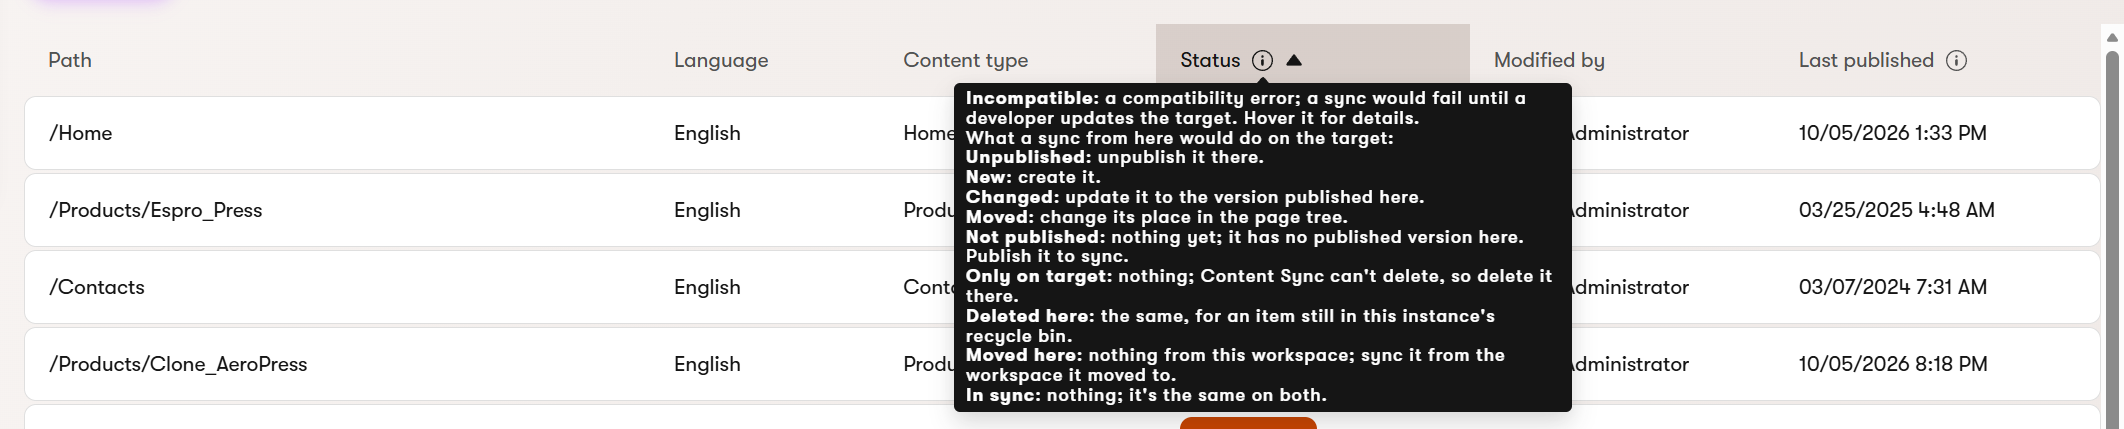 Path Language Content type Status Modified by Last published
Incompatible: a compatibility error; a sync would fail until a
developer updates the target. Hover it for details.
What a sync from here would do on the target:
Unpublished: unpublish it there.
New: create it.
Changed: update it to the version published here.
Moved: change its place in the page tree.
Not published: nothing yet; it has no published version here.
Publish it to sync.
Only on target: nothing; Content Sync can't delete, so delete it
there.
Deleted here: the same, for an item still in this instance's
recycle bin.
Moved here: nothing from this workspace; sync it from the
workspace it moved to.
In sync: nothing; it's the same on both.
/Home English Home dministrator 10/05/2026 1:33 PM
/Products/Espro_Press English Produ dministrator 03/25/2025 4:48 AM
/Contacts English Conta dministrator 03/07/2024 7:31 AM
/Products/Clone_AeroPress English Produ dministrator 10/05/2026 8:18 PM